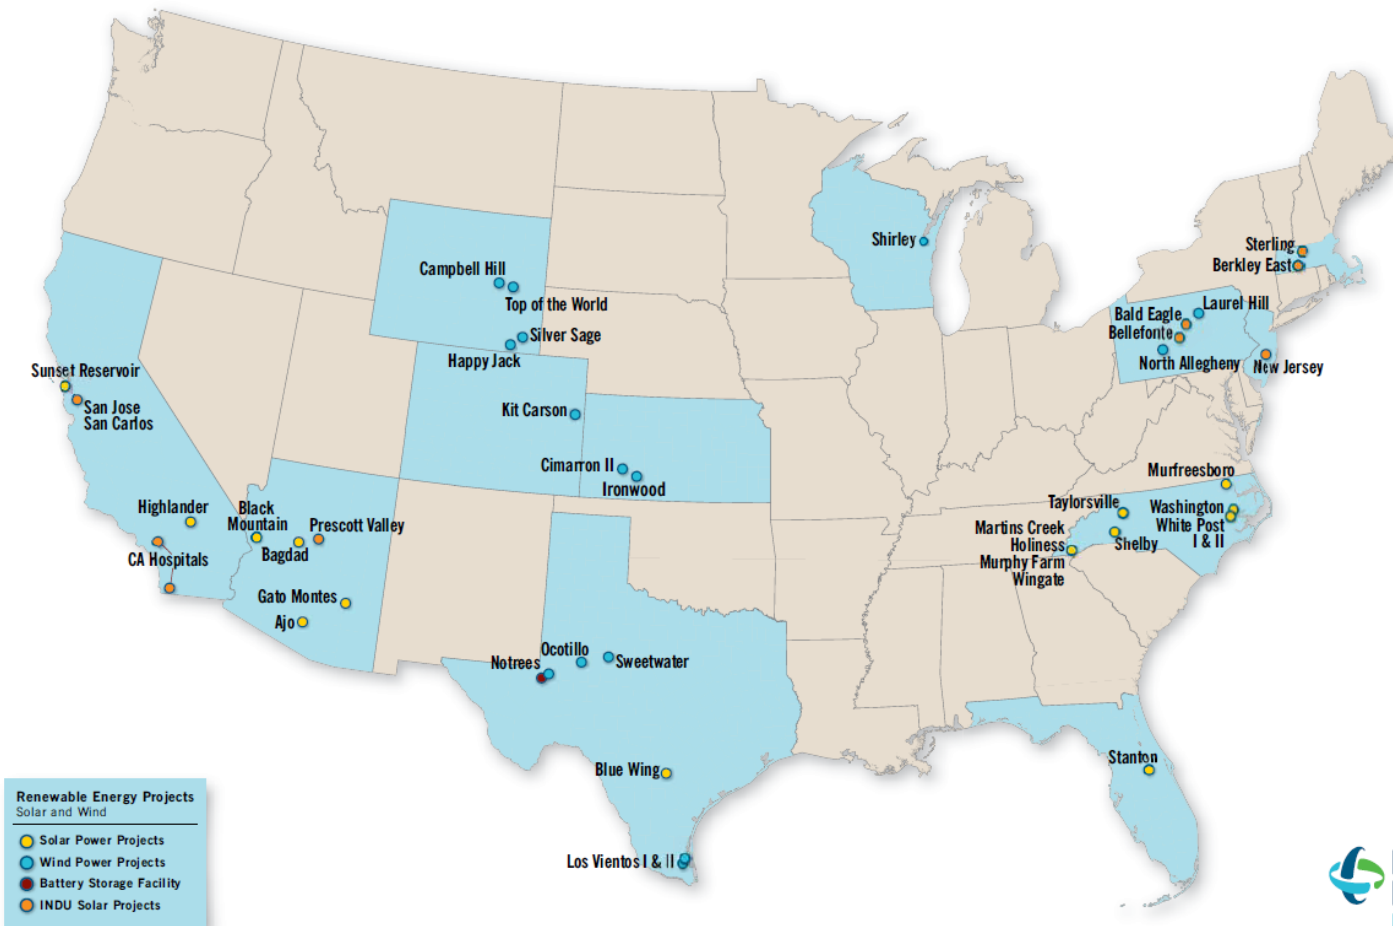 Shirley
Sterling
Berkley East
Campbell Hill
Top of the World
Laurel Hill
Bald Eagle
Bellefonte
Silver Sage
Happy Jack
North Allegheny
New Jersey
Sunset Reservoir
San Jose
San Carlos
Kit Carson
Cimarron II
Ironwood
Murfreesboro
Highlander
Black
Mountain
Prescott Valley
Bagdad
CA Hospitals
Taylorsville
Washington
White Post
I & II
Martins Creek
Holiness
Murphy Farm
Wingate
Shelby
Gato Montes
Ajo
Ocotillo
Notrees
Sweetwater
Blue Wing
Stanton
Los Vientos I & II
Renewable Energy Projects
Solar and Wind
Solar Power Projects
Wind Power Projects
Battery Storage Facility
INDU Solar Projects